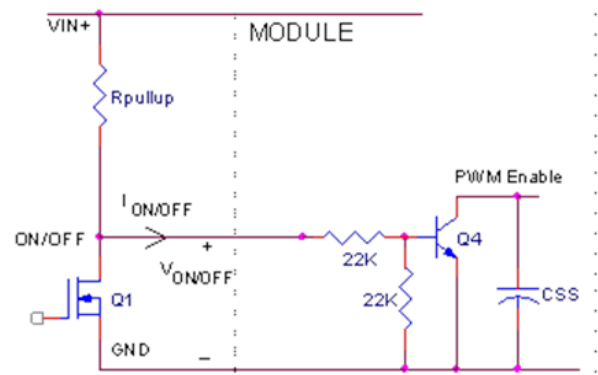 VIN+
MODULE
Rpullup
PWM Enable
I ON/OFF
ON/OFF
+
Q4
22K
V ON/OFF
22K
CSS
Q1
GND
–